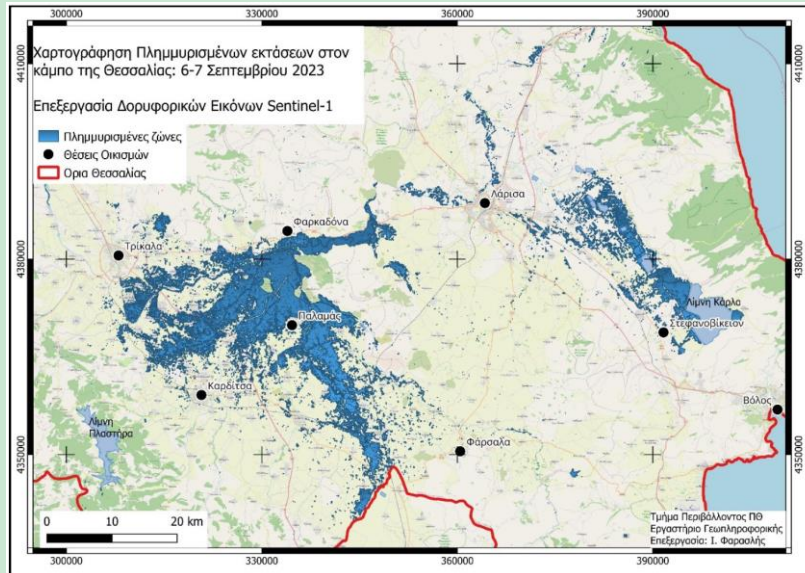 300000 330000 360000 390000
Χαρτογράφηση Πλημμυρισμένων εκτάσεων στον
κάμπο της Θεσσαλίας: 6-7 Σεπτεμβρίου 2023
Επεξεργασία Δορυφορικών Εικόνων Sentinel-1
Πλημμυρισμένες ζώνες
Θέσεις Οικισμών
Ορια Θεσσαλίας
4410000 4410000
Λάρισα
Φαρκαδόνα
Τρίκαλα
4380000 4380000
Λίμνη Κάρλα
Παλαμάς
Στεφανοβίκειον
Καρδίτσα
Βόλος
Λίμνη
Πλαστήρα
Φάρσαλα
4350000 4350000
0 10 20 km
Τμήμα Περιβάλλοντος ΠΘ
Εργαστήριο Γεωπληροφορικής
Επεξεργασία: Ι. Φαρασλής
300000 330000 360000 390000